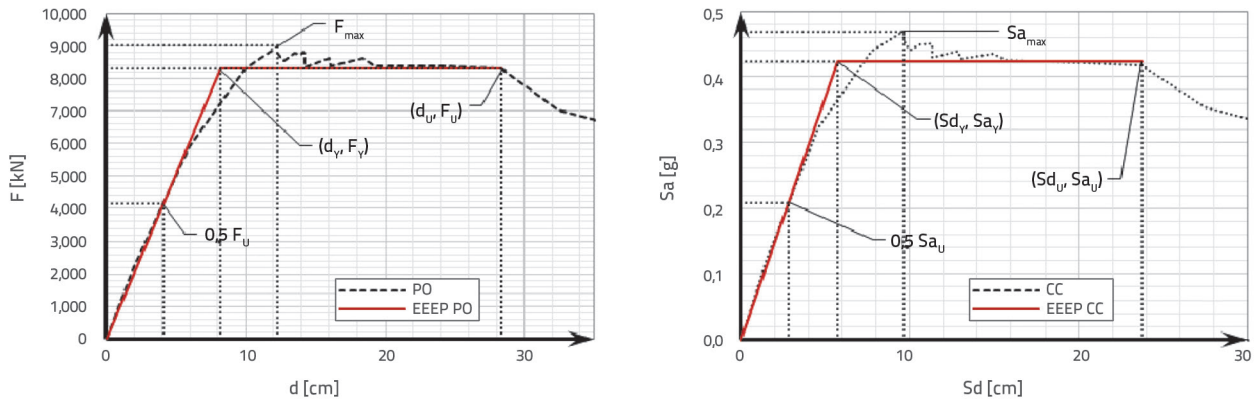 10,000
9,000
8,000
7,000
6,000
5,000
4,000
3,000
2,000
1,000
0
F [kN]
F_max
(d_U, F_U)
(d_Y, F_Y)
0,5 F_U
PO
EEEP PO
0
10
20
30
d [cm]
0,5
0,4
0,3
0,2
0,1
0,0
Sa [g]
Sa_max
(Sd_Y, Sa_Y)
(Sd_U, Sa_U)
0,5 Sa_U
CC
EEEP CC
0
10
20
30
Sd [cm]